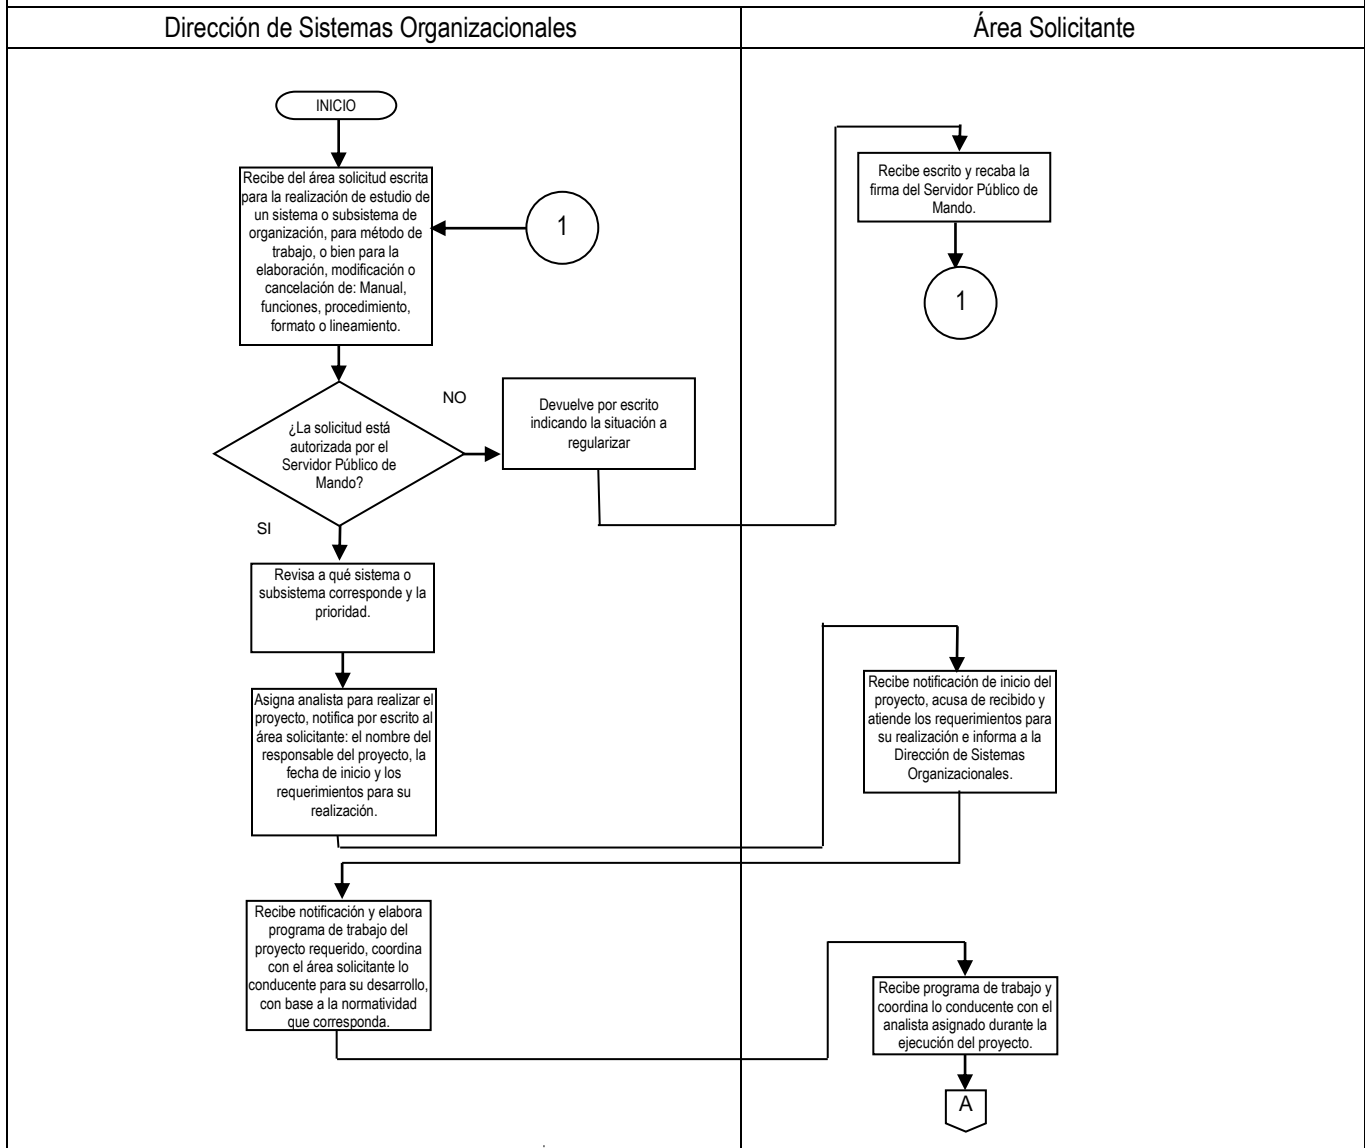 Dirección de Sistemas Organizacionales
Área Solicitante
INICIO
Recibe del área solicitud escrita
para la realización de estudio de
un sistema o subsistema de
organización, para método de
trabajo, o bien para la
elaboración, modificación o
cancelación de: Manual,
funciones, procedimiento,
formato o lineamiento.
1
Recibe escrito y recaba la
firma del Servidor Público de
Mando.
1
¿La solicitud está
autorizada por el
Servidor Público de
Mando?
NO
Devuelve por escrito
indicando la situación a
regularizar
SI
Revisa a qué sistema o
subsistema corresponde y la
prioridad.
Asigna analista para realizar el
proyecto, notifica por escrito al
área solicitante: el nombre del
responsable del proyecto, la
fecha de inicio y los
requerimientos para su
realización.
Recibe notificación de inicio del
proyecto, acusa de recibido y
atiende los requerimientos para
su realización e informa a la
Dirección de Sistemas
Organizacionales.
Recibe notificación y elabora
programa de trabajo del
proyecto requerido, coordina
con el área solicitante lo
conducente para su desarrollo,
con base a la normatividad
que corresponda.
Recibe programa de trabajo y
coordina lo conducente con el
analista asignado durante la
ejecución del proyecto.
A